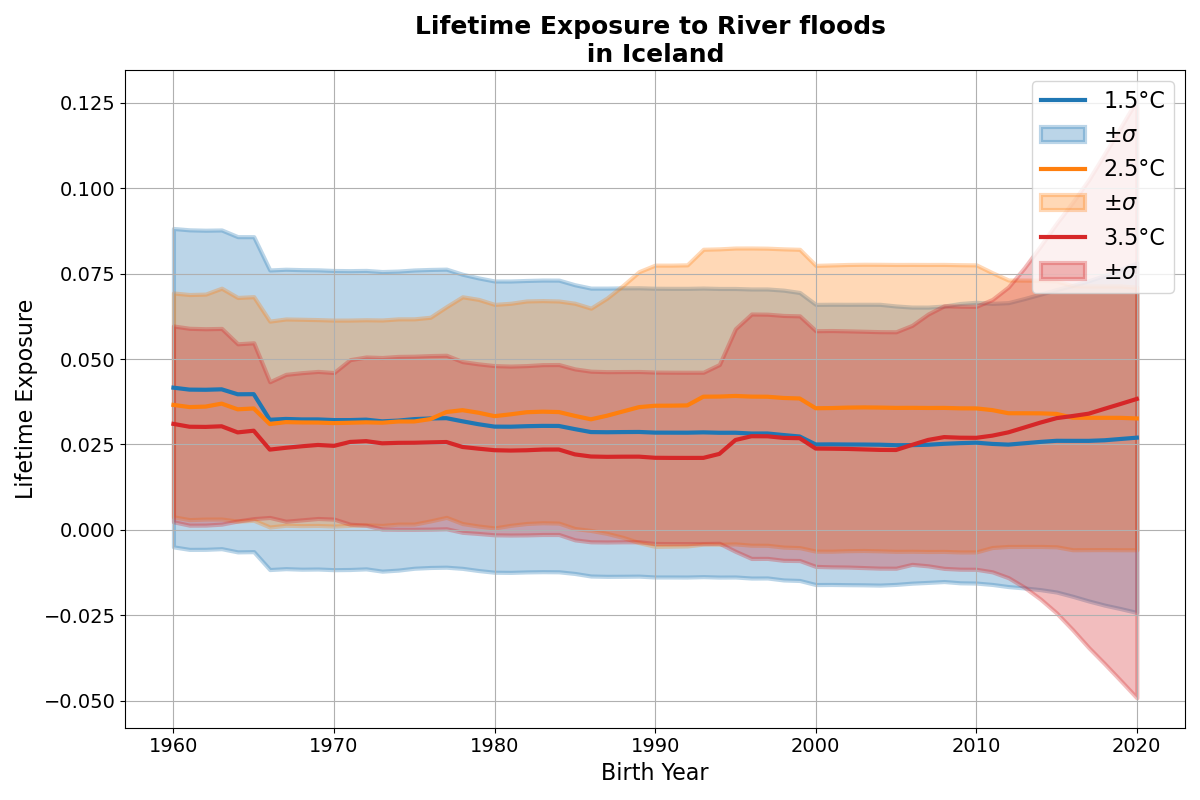 Lifetime Exposure to River floods
in Iceland
Lifetime Exposure
0.125
0.100
0.075
0.050
0.025
0.000
−0.025
−0.050
1960 1970 1980 1990 2000 2010 2020
Birth Year
1.5°C
±σ
2.5°C
±σ
3.5°C
±σ